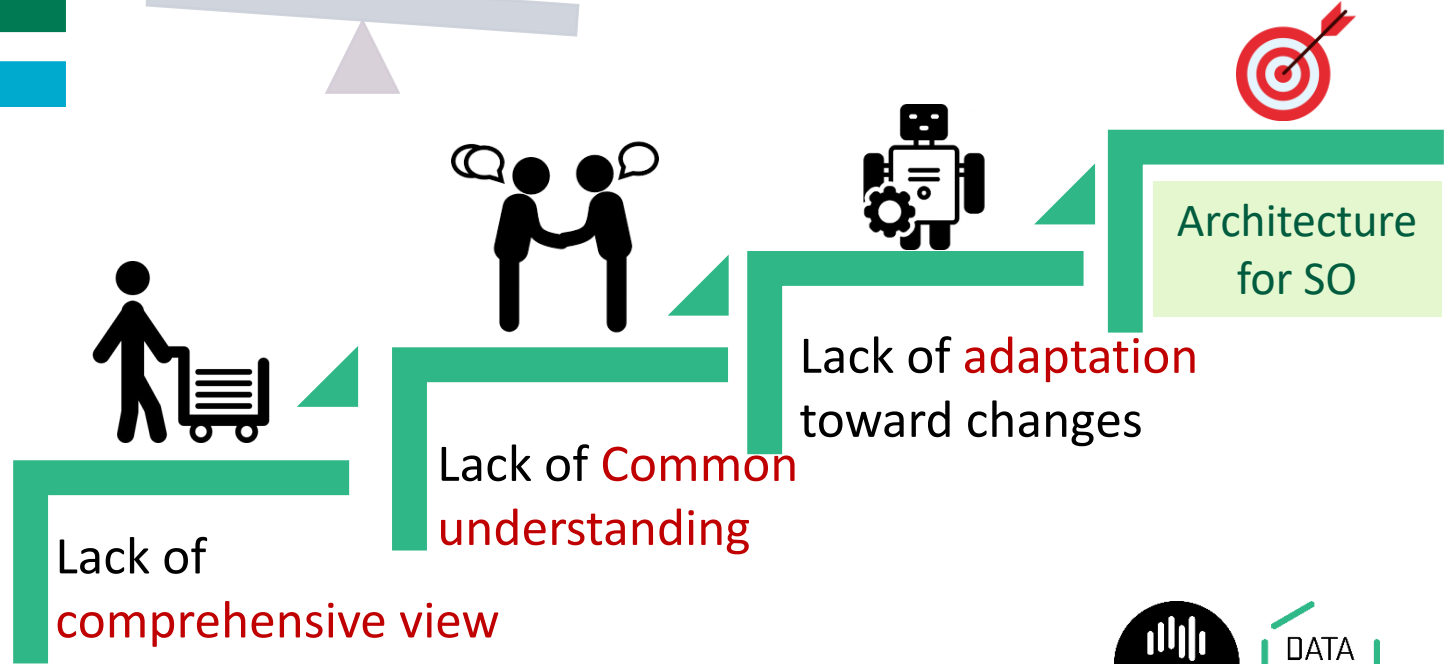 Architecture
for SO
Lack of adaptation
toward changes
Lack of Common
understanding
Lack of
comprehensive view
DATA